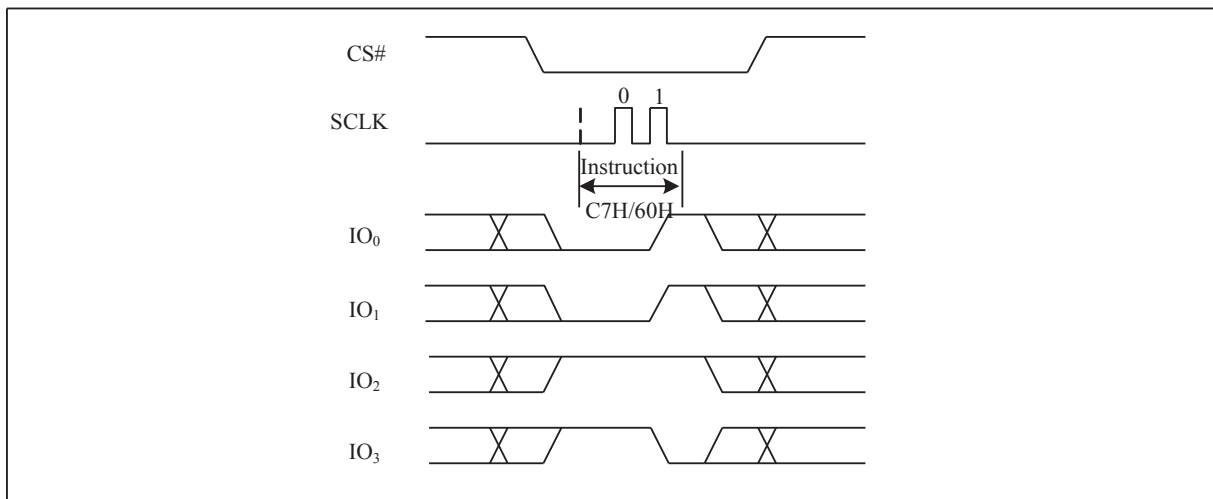 CS#
0 1
SCLK
Instruction
C7H/60H
IO₀
IO₁
IO₂
IO₃